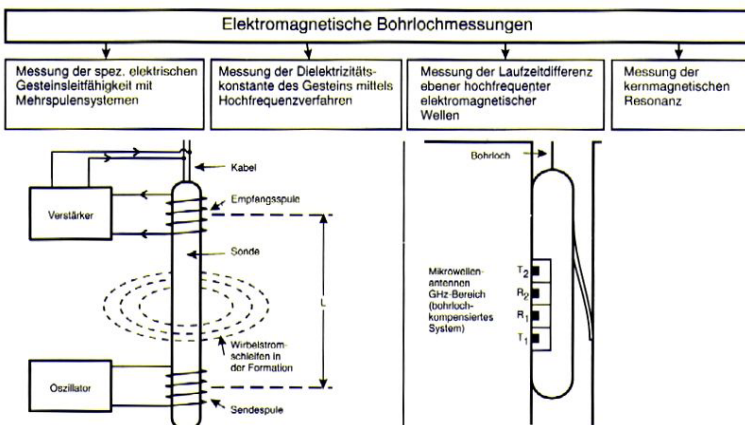 Elektromagnetische Bohrlochmessungen
Messung der spez. elektrischen
Gesteinsleitfähigkeit mit
Mehrspulensystemen
Messung der Dielektrizitäts-
konstante des Gesteins mittels
Hochfrequenzverfahren
Messung der Laufzeitdifferenz
ebener hochfrequenter
elektromagnetischer
Wellen
Messung der
kernmagnetischen
Resonanz
Kabel
Empfangsspule
Verstärker
Sonde
L
Wirbelstrom-
schleifen in
der Formation
Oszillator
Sendespule
Bohrloch
Mikrowellen-
antennen
GHz-Bereich
(bohrloch-
kompensiertes
System)
T2
R2
R1
T1